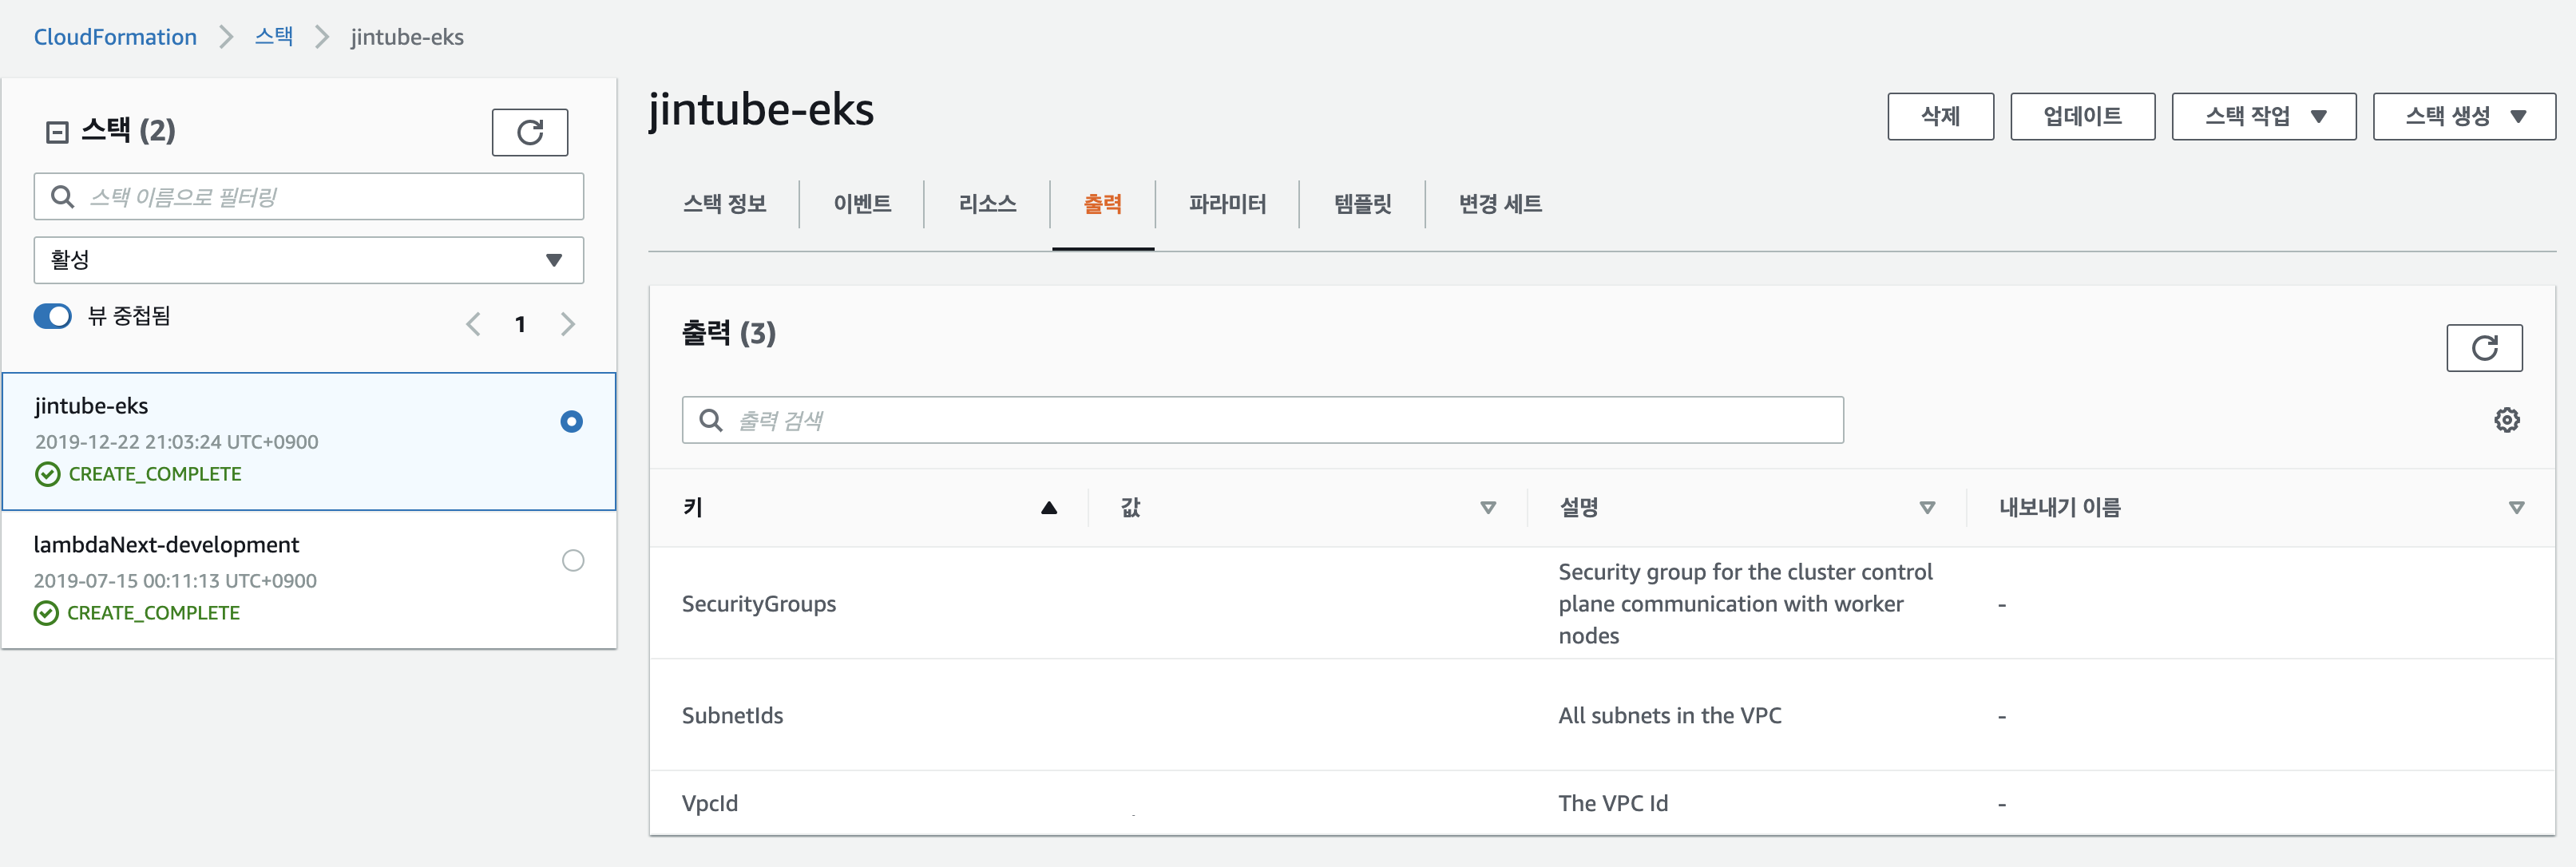 CloudFormation > 스택 > jintube-eks
스택 (2)
스택 이름으로 필터링
활성
뷰 중첩됨
1
jintube-eks
2019-12-22 21:03:24 UTC+0900
CREATE_COMPLETE
lambdaNext-development
2019-07-15 00:11:13 UTC+0900
CREATE_COMPLETE
jintube-eks
삭제 업데이트 스택 작업 스택 생성
스택 정보 이벤트 리소스 출력 파라미터 템플릿 변경 세트
출력 (3)
출력 검색
키 값 설명 내보내기 이름
SecurityGroups
Security group for the cluster control
plane communication with worker
nodes
-
SubnetIds All subnets in the VPC -
VpcId The VPC Id -